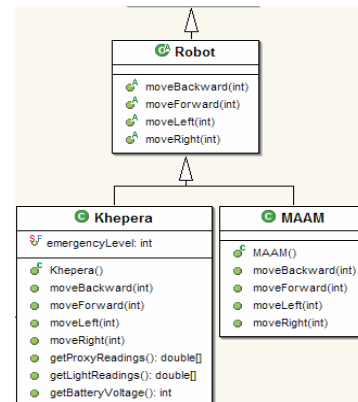 Robot
moveBackward(int)
moveForward(int)
moveLeft(int)
moveRight(int)
Khepera
emergencyLevel: int
Khepera()
moveBackward(int)
moveForward(int)
moveLeft(int)
moveRight(int)
getProxyReadings(): double[]
getLightReadings(): double[]
getBatteryVoltage(): int
MAAM
MAAM()
moveBackward(int)
moveForward(int)
moveLeft(int)
moveRight(int)